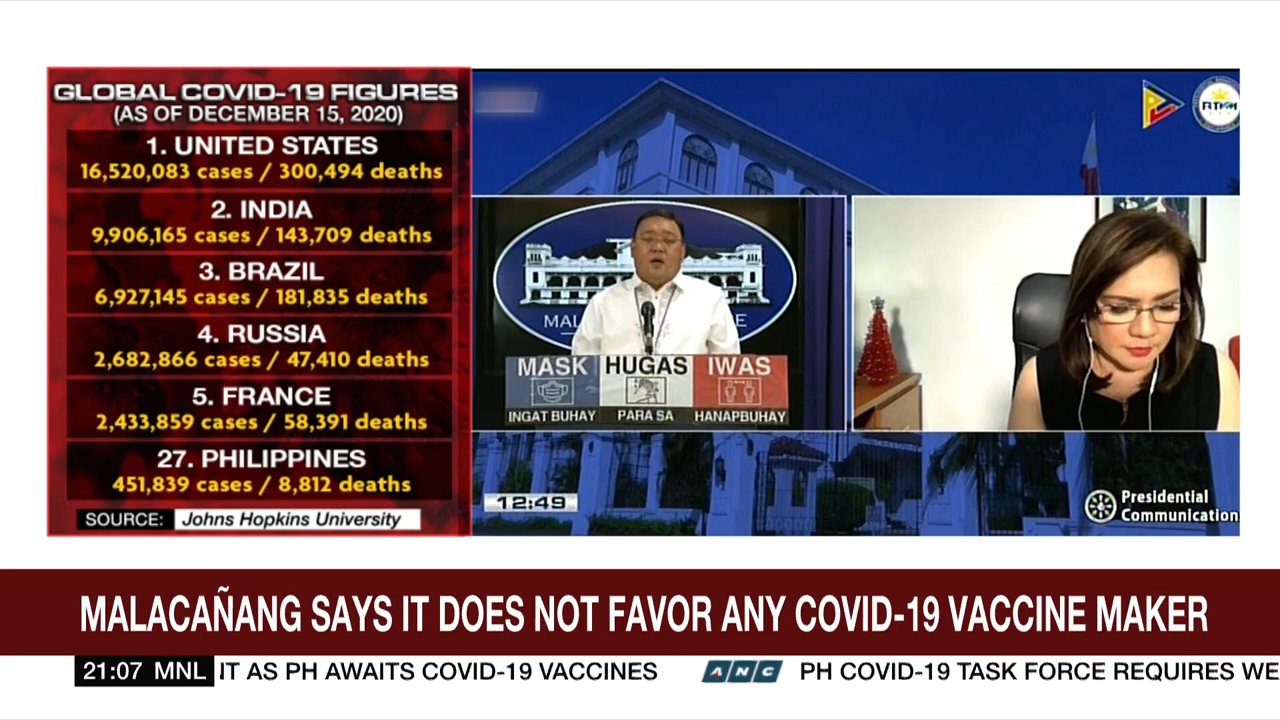 GLOBAL COVID-19 FIGURES
(AS OF DECEMBER 15, 2020)
1. UNITED STATES
16,520,083 cases / 300,494 deaths
2. INDIA
9,906,165 cases / 143,709 deaths
3. BRAZIL
6,927,145 cases / 181,835 deaths
4. RUSSIA
2,682,866 cases / 47,410 deaths
5. FRANCE
2,433,859 cases / 58,391 deaths
27. PHILIPPINES
451,839 cases / 8,812 deaths
SOURCE: Johns Hopkins University
RTVM
MASK HUGAS IWAS
INGAT BUHAY PARA SA HANAPBUHAY
12:49
Presidential
Communication
MALACAÑANG SAYS IT DOES NOT FAVOR ANY COVID-19 VACCINE MAKER
21:07 MNL AS PH AWAITS COVID-19 VACCINES ANC PH COVID-19 TASK FORCE REQUIRES